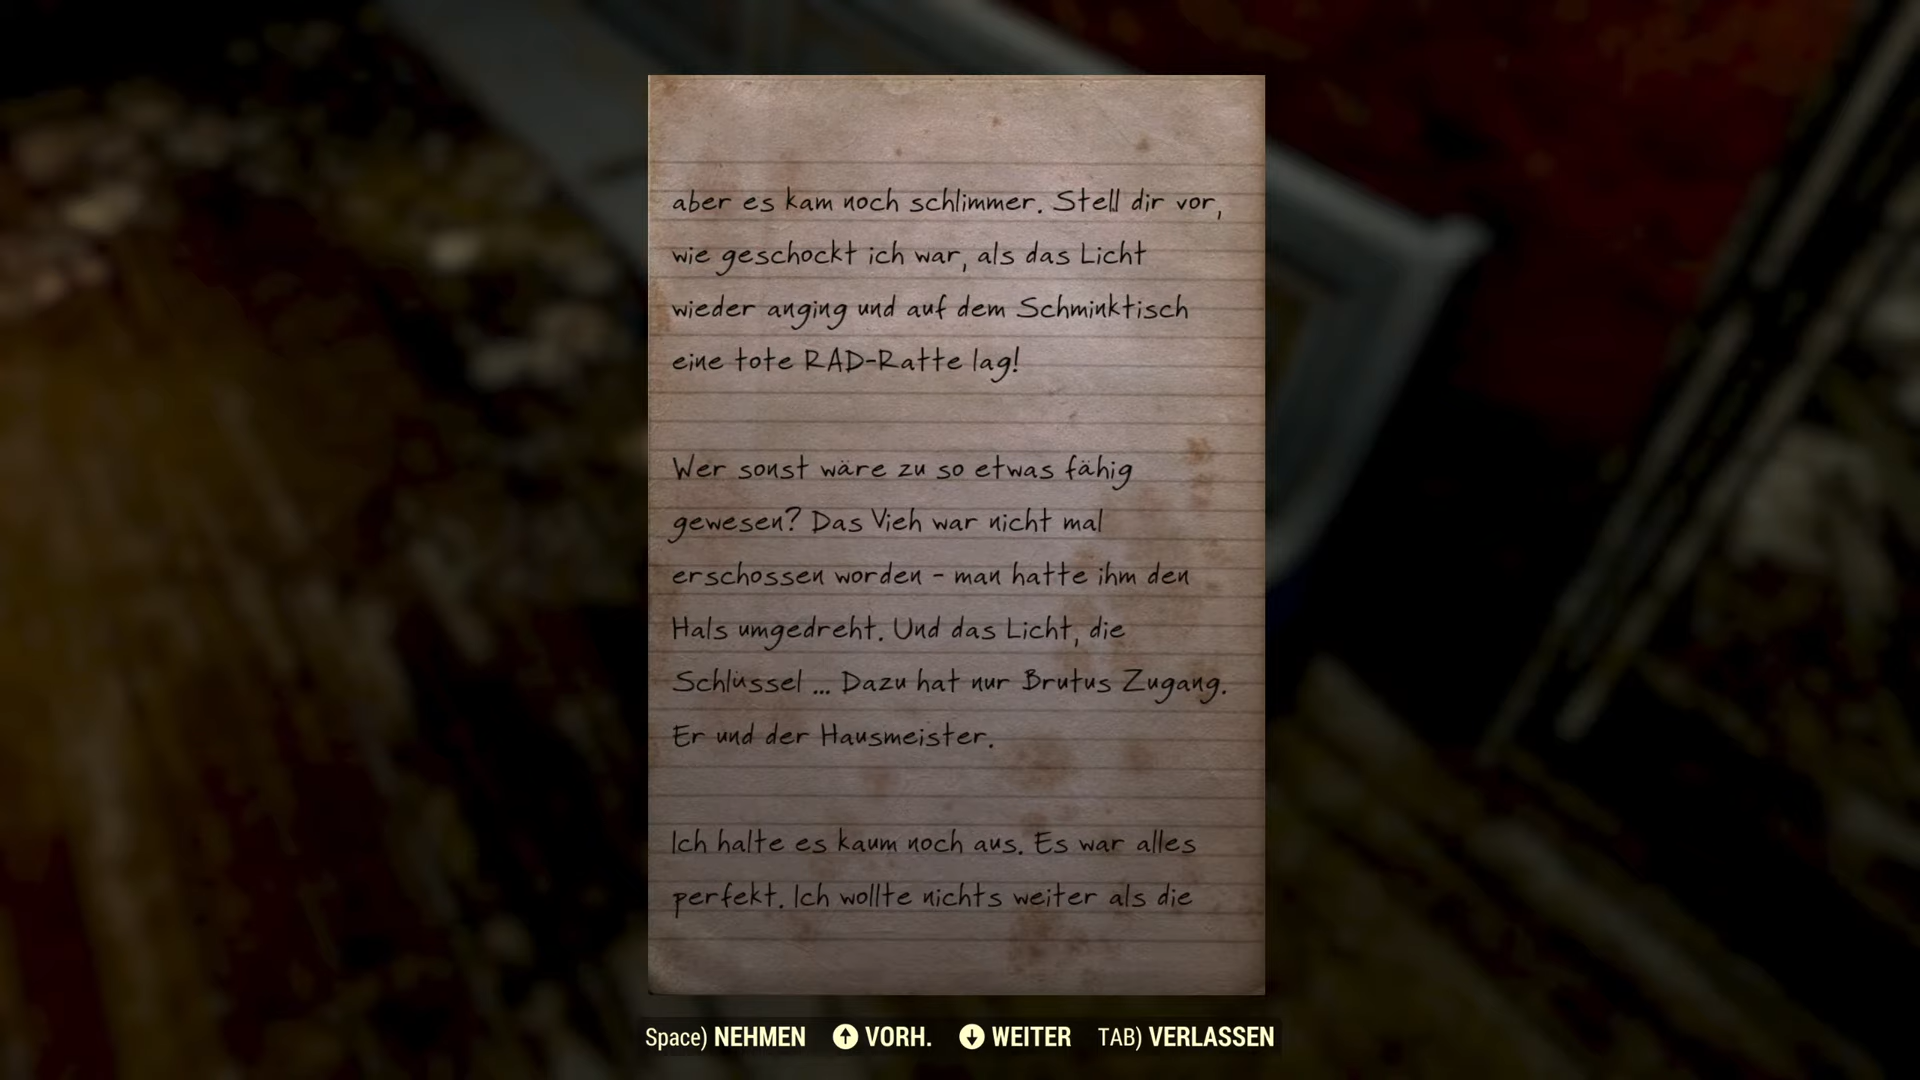 aber es kam noch schlimmer. Stell dir vor,
wie geschockt ich war, als das Licht
wieder anging und auf dem Schminktisch
eine tote RAD-Ratte lag!
Wer sonst wäre zu so etwas fähig
gewesen? Das Vieh war nicht mal
erschossen worden - man hatte ihm den
Hals umgedreht. Und das Licht, die
Schlüssel ... Dazu hat nur Brutus Zugang.
Er und der Hausmeister.
Ich halte es kaum noch aus. Es war alles
perfekt. Ich wollte nichts weiter als die
Space) NEHMEN VORH. WEITER TAB) VERLASSEN